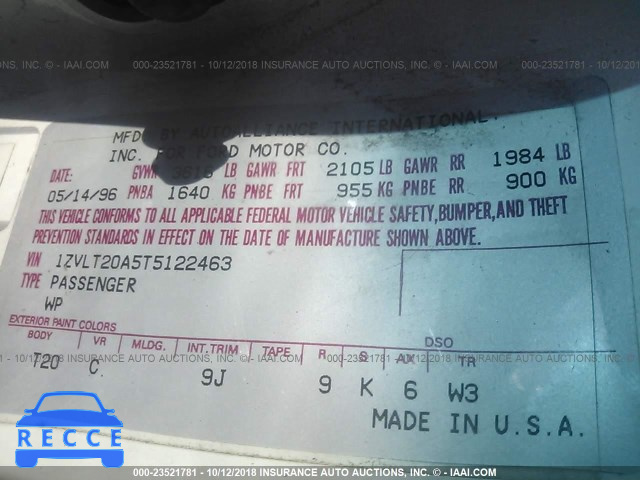 000-23521781 - 10/12/2018 INSURANCE AUTO AUCTIONS, INC. © - IAAI.COM
MFD. BY AUTOALLIANCE INTERNATIONAL.
INC. FOR FORD MOTOR CO.
DATE: GVWR LB GAWR FRT 2105 LB GAWR RR 1984 LB
05/14/96 PNBA 1640 KG PNBE FRT 955 KG PNBE RR 900 KG
THIS VEHICLE CONFORMS TO ALL APPLICABLE FEDERAL MOTOR VEHICLE SAFETY, BUMPER, AND THEFT
PREVENTION STANDARDS IN EFFECT ON THE DATE OF MANUFACTURE SHOWN ABOVE.
VIN 1ZVLT20A5T5122463
TYPE PASSENGER
WP
EXTERIOR PAINT COLORS DSO
BODY VR MLDG. INT. TRIM TAPE R S AX TR
T20 C 9J 9 K 6 W3
000-23521781 - 10/12/2018 INSURANCE AUTO AUCTIONS, INC. © - IAAI.COM
MADE IN U.S.A.
RECCE
000-23521781 - 10/12/2018 INSURANCE AUTO AUCTIONS, INC. © - IAAI.COM